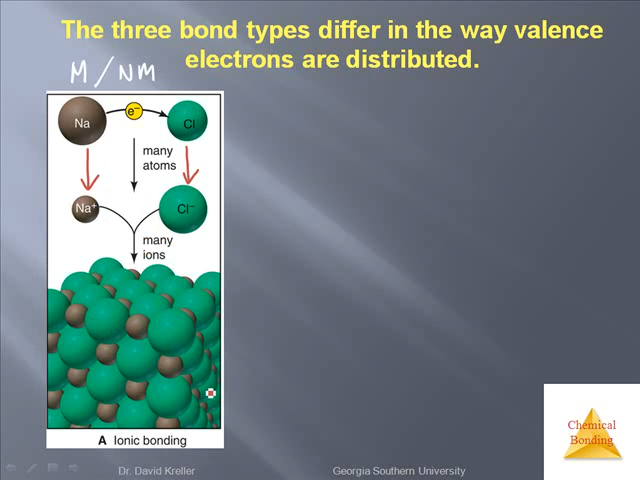 The three bond types differ in the way valence
electrons are distributed.
M / NM
Na
e⁻
Cl
many
atoms
Na⁺
Cl⁻
many
ions
A Ionic bonding
Chemical
Bonding
Dr. David Kreller
Georgia Southern University